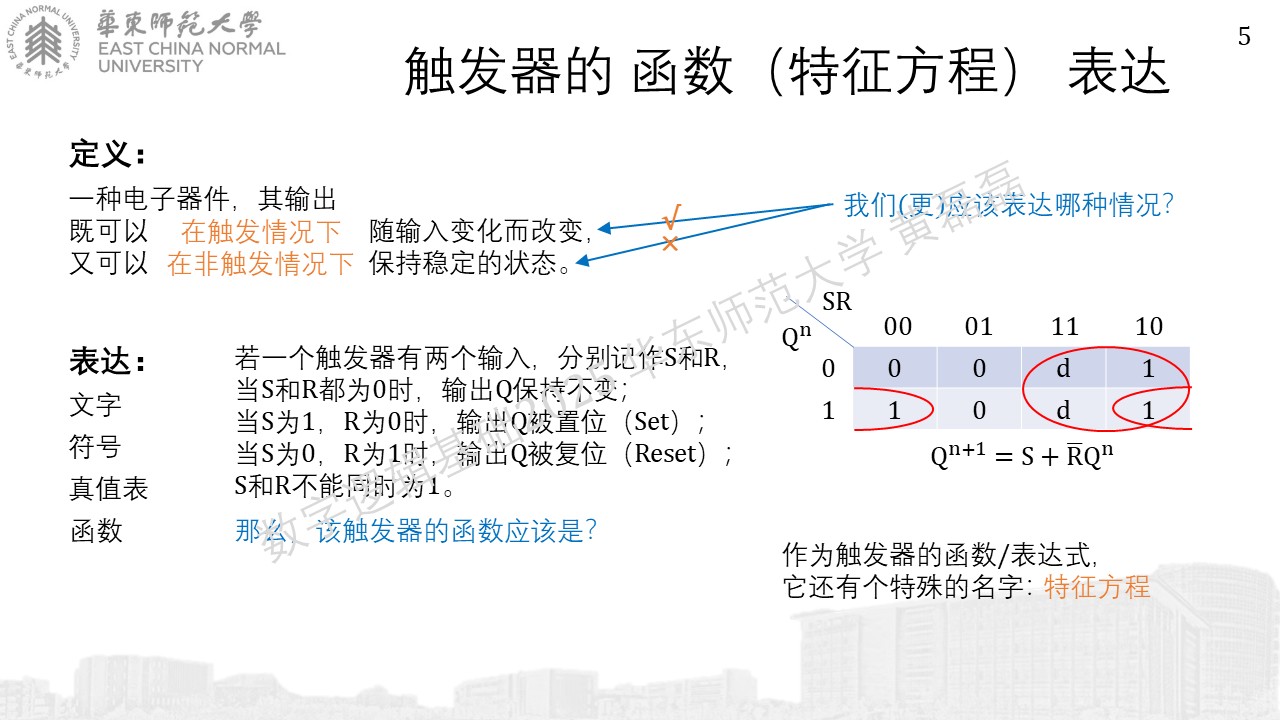 華東師範大學
EAST CHINA NORMAL
UNIVERSITY
5
触发器的 函数（特征方程） 表达
定义：
一种电子器件，其输出
既可以 在触发情况下 随输入变化而改变，
又可以 在非触发情况下 保持稳定的状态。
√
×
我们(更)应该表达哪种情况?
表达：
文字
符号
真值表
函数
若一个触发器有两个输入，分别记作S和R，
当S和R都为0时，输出Q保持不变；
当S为1，R为0时，输出Q被置位（Set）；
当S为0，R为1时，输出Q被复位（Reset）；
S和R不能同时为1。
那么，该触发器的函数应该是?
SR
Qⁿ
00 01 11 10
0 0 0 d 1
1 1 0 d 1
Qⁿ⁺¹ = S + R̅Qⁿ
作为触发器的函数/表达式，
它还有个特殊的名字：特征方程
数字逻辑基础2025 华东师范大学 黄磊磊